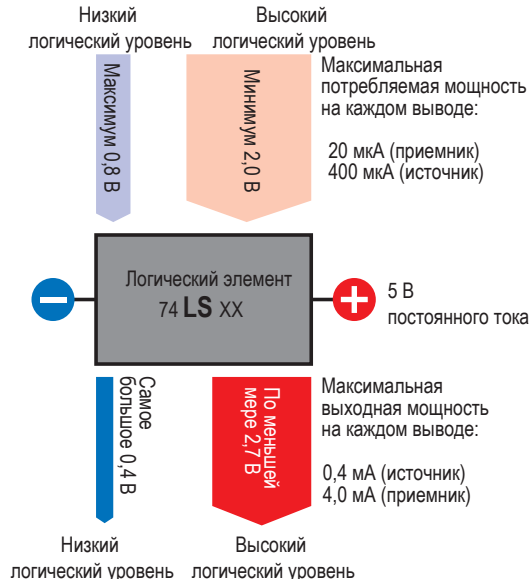 Низкий
логический уровень
Высокий
логический уровень
Максимум 0,8 В
Минимум 2,0 В
Максимальная
потребляемая мощность
на каждом выводе:
20 мкА (приемник)
400 мкА (источник)
Логический элемент
74 LS XX
5 В
постоянного тока
Самое
большое 0,4 В
По меньшей
мере 2,7 В
Максимальная
выходная мощность
на каждом выводе:
0,4 мА (источник)
4,0 мА (приемник)
Низкий
логический уровень
Высокий
логический уровень